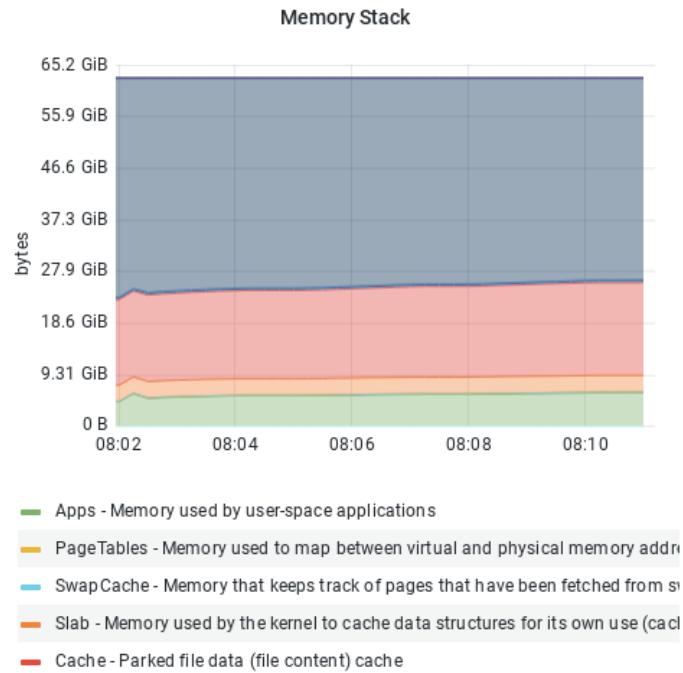 Memory Stack
65.2 GiB
55.9 GiB
46.6 GiB
37.3 GiB
27.9 GiB
18.6 GiB
9.31 GiB
0 B
bytes
08:02 08:04 08:06 08:08 08:10
Apps - Memory used by user-space applications
PageTables - Memory used to map between virtual and physical memory addre
SwapCache - Memory that keeps track of pages that have been fetched from sv
Slab - Memory used by the kernel to cache data structures for its own use (cacl
Cache - Parked file data (file content) cache